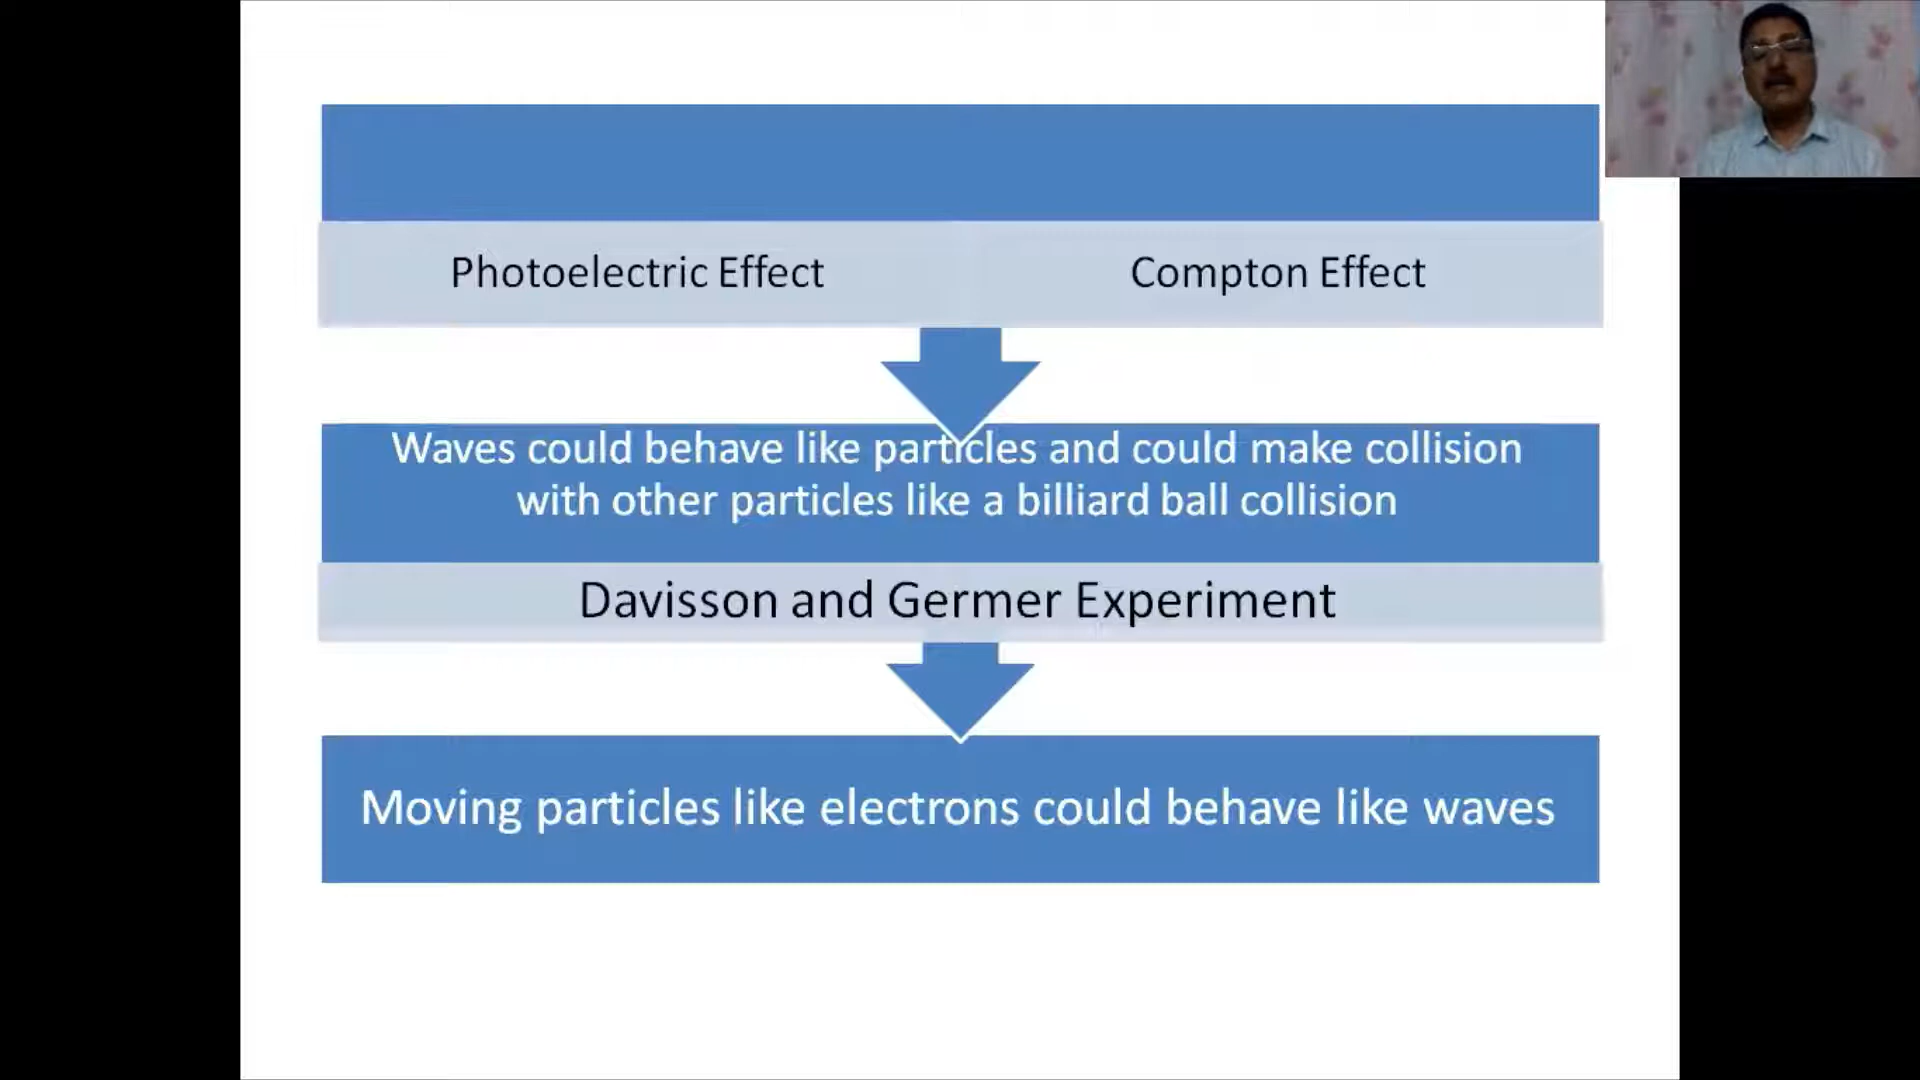 Photoelectric Effect
Compton Effect
Waves could behave like particles and could make collision
with other particles like a billiard ball collision
Davisson and Germer Experiment
Moving particles like electrons could behave like waves